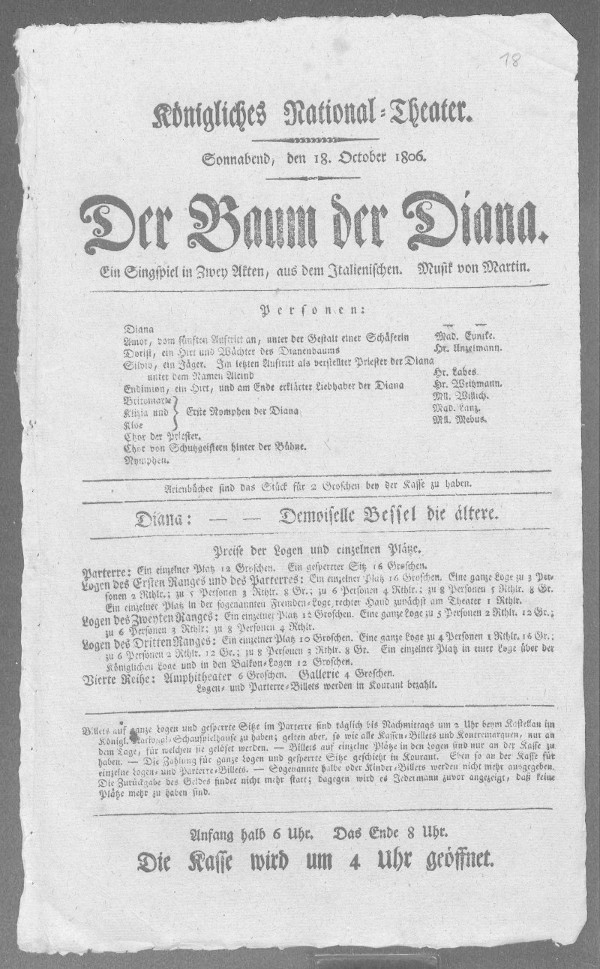 18
Königliches National-Theater.
Sonnabend, den 18. October 1806.
Der Baum der Diana.
Ein Singspiel in Zwey Akten, aus dem Italienischen. Musik von Martin.
Personen:
Diana — —
Amor, vom fünften Auftritt an, unter der Gestalt einer Schäferin Mad. Eunike.
Dorist, ein Hirt und Wächter des Dianenbaums Hr. Unzelmann.
Silvio, ein Jäger. Im letzten Auftritt als verstellter Priester der Diana
unter dem Namen Alcind Hr. Labes.
Endimion, ein Hirt, und am Ende erklärter Liebhaber der Diana Hr. Weitzmann.
Britomarte Mll. Willich.
Klizia und } Erste Nymphen der Diana Mad. Lanz.
Kloe Mll. Mebus.
Chor der Priester.
Chor von Schutzgeistern hinter der Bühne.
Nymphen.
Arienbücher sind das Stück für 2 Groschen bey der Kasse zu haben.
Diana: — — Demoiselle Bessel die ältere.
Preise der Logen und einzelnen Plätze.
Parterre: Ein einzelner Platz 12 Groschen. Ein gesperrter Sitz 16 Groschen.
Logen des Ersten Ranges und des Parterres: Ein einzelner Platz 16 Groschen. Eine ganze Loge zu 3 Per-
sonen 2 Rthlr.; zu 5 Personen 3 Rthlr. 8 Gr.; zu 6 Personen 4 Rthlr.; zu 8 Personen 5 Rthlr. 8 Gr.
Ein einzelner Platz in der sogenannten Fremden-Loge, rechter Hand zunächst am Theater 1 Rthlr.
Logen des Zweyten Ranges: Ein einzelner Platz 12 Groschen. Eine ganze Loge zu 5 Personen 2 Rthlr. 12 Gr.;
zu 6 Personen 3 Rthlr.; zu 8 Personen 4 Rthlr.
Logen des Dritten Ranges: Ein einzelner Platz 10 Groschen. Eine ganze Loge zu 4 Personen 1 Rthlr. 16 Gr.;
zu 6 Personen 2 Rthlr. 12 Gr.; zu 8 Personen 3 Rthlr. 8 Gr. Ein einzelner Platz in einer Loge über der
Königlichen Loge und in den Balkon-Logen 12 Groschen.
Vierte Reihe: Amphitheater 6 Groschen. Gallerie 4 Groschen.
Logen- und Parterre-Billets werden in Kourant bezahlt.
Billets auf ganze Logen und gesperrte Sitze im Parterre sind täglich bis Nachmittags um 2 Uhr beym Kastellan im
Königl. National-Schauspielhause zu haben; gelten aber, so wie alle Kassen-Billets und Kontremarquen, nur an
dem Tage, für welchen sie gelöset werden. — Billets auf einzelne Plätze in den Logen sind nur an der Kasse zu
haben. — Die Zahlung für ganze Logen und gesperrte Sitze geschieht in Kourant. Eben so an der Kasse für
einzelne Logen- und Parterre-Billets. — Sogenannte halbe oder Kinder-Billets werden nicht mehr ausgegeben.
Die Zurückgabe des Geldes findet nicht mehr statt; dagegen wird es Jedermann zuvor angezeigt, daß keine
Plätze mehr zu haben sind.
Anfang halb 6 Uhr. Das Ende 8 Uhr.
Die Kasse wird um 4 Uhr geöffnet.